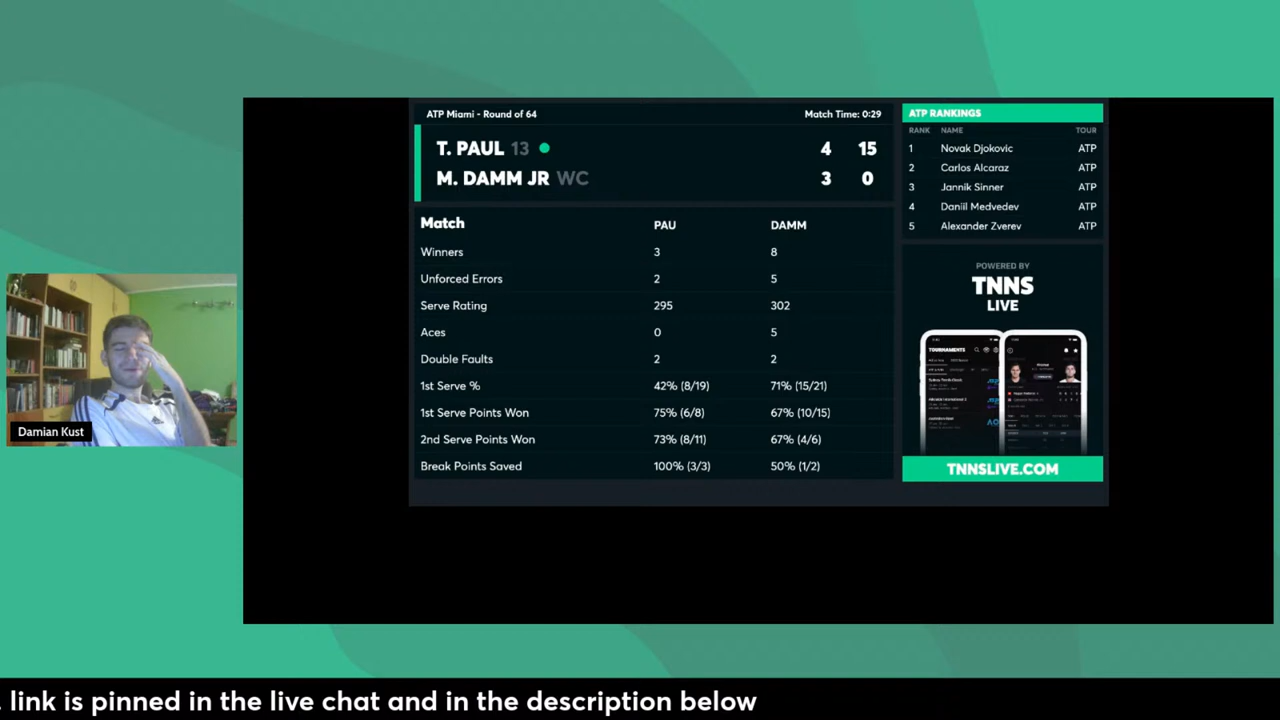 ATP Miami - Round of 64 Match Time: 0:29
T. PAUL 13 4 15
M. DAMM JR WC 3 0
Match PAU DAMM
Winners 3 8
Unforced Errors 2 5
Serve Rating 295 302
Aces 0 5
Double Faults 2 2
1st Serve % 42% (8/19) 71% (15/21)
1st Serve Points Won 75% (6/8) 67% (10/15)
2nd Serve Points Won 73% (8/11) 67% (4/6)
Break Points Saved 100% (3/3) 50% (1/2)
ATP RANKINGS
RANK NAME TOUR
1 Novak Djokovic ATP
2 Carlos Alcaraz ATP
3 Jannik Sinner ATP
4 Daniil Medvedev ATP
5 Alexander Zverev ATP
POWERED BY
TNNS
LIVE
TOURNAMENTS
TNNSLIVE.COM
Damian Kust
. link is pinned in the live chat and in the description below